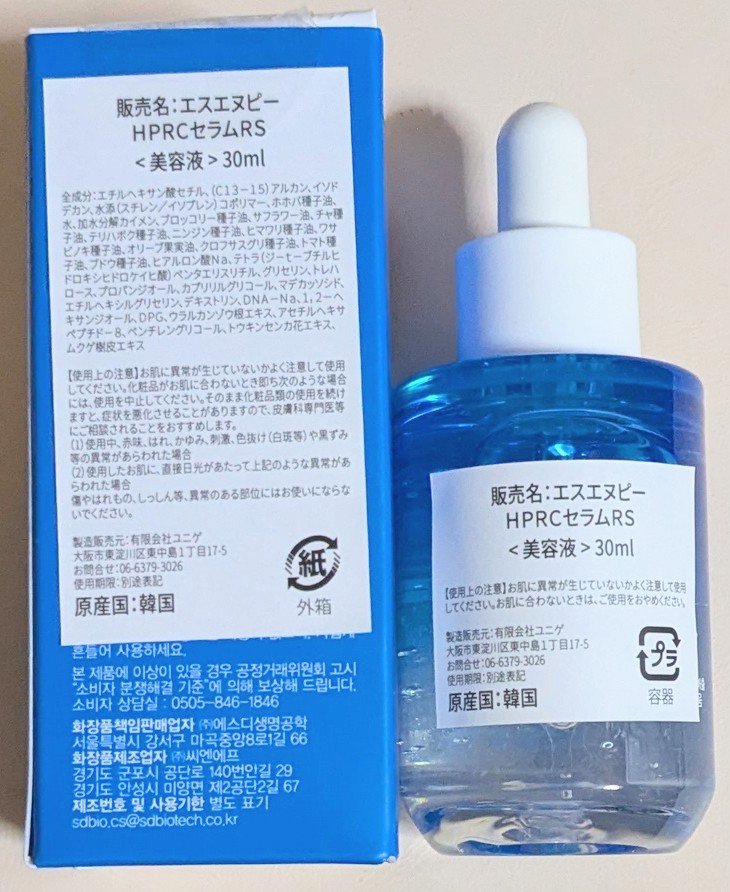 販売名：エスエヌピー
HPRCセラムRS
＜美容液＞30ml
全成分：エチルヘキサン酸セチル、（C13－15）アルカン、イソド
デカン、水添（スチレン／イソプレン）コポリマー、ホホバ種子油、
水、加水分解カイメン、ブロッコリー種子油、サフラワー油、チャ種
子油、テリハボク種子油、ニンジン種子油、ヒマワリ種子油、ワサ
ビノキ種子油、オリーブ果実油、クロフサスグリ種子油、トマト種
子油、ブドウ種子油、ヒアルロン酸Na、テトラ（ジ－t－ブチルヒ
ドロキシヒドロケイヒ酸）ペンタエリスリチル、グリセリン、トレハ
ロース、プロパンジオール、カプリリルグリコール、マデカッソシド、
エチルヘキシルグリセリン、デキストリン、DNA－Na、1,2－ヘ
キサンジオール、DPG、ウラルカンゾウ根エキス、アセチルヘキサ
ペプチド－8、ペンチレングリコール、トウキンセンカ花エキス、
ムクゲ樹皮エキス
【使用上の注意】お肌に異常が生じていないかよく注意して使用
してください。化粧品がお肌に合わないとき即ち次のような場合
には、使用を中止してください。そのまま化粧品類の使用を続け
ますと、症状を悪化させることがありますので、皮膚科専門医等
にご相談されることをおすすめします。
（1）使用中、赤味、はれ、かゆみ、刺激、色抜け（白斑等）や黒ずみ
等の異常があらわれた場合
（2）使用したお肌に、直接日光があたって上記のような異常があ
らわれた場合
傷やはれもの、しっしん等、異常のある部位にはお使いにならな
いでください。
製造販売元：有限会社ユニゲ
大阪市東淀川区東中島1丁目17-5
お問合せ：06-6379-3026
使用期限：別途表記
原産国：韓国
紙
外箱
흔들어 사용하세요.
본 제품에 이상이 있을 경우 공정거래위원회 고시
"소비자 분쟁해결 기준"에 의해 보상해 드립니다.
소비자 상담실 : 0505-846-1846
화장품책임판매업자 ㈜에스디생명공학
서울특별시 강서구 마곡중앙8로1길 66
화장품제조업자 ㈜씨엔에프
경기도 군포시 공단로 140번안길 29
경기도 안성시 미양면 제2공단2길 67
제조번호 및 사용기한 별도 표기
sdbio.cs@sdbiotech.co.kr
販売名：エスエヌピー
HPRCセラムRS
＜美容液＞30ml
【使用上の注意】お肌に異常が生じていないかよく注意して使用
してください。お肌に合わないときは、ご使用をおやめください。
製造販売元：有限会社ユニゲ
大阪市東淀川区東中島1丁目17-5
お問合せ：06-6379-3026
使用期限：別途表記
原産国：韓国
プラ
容器